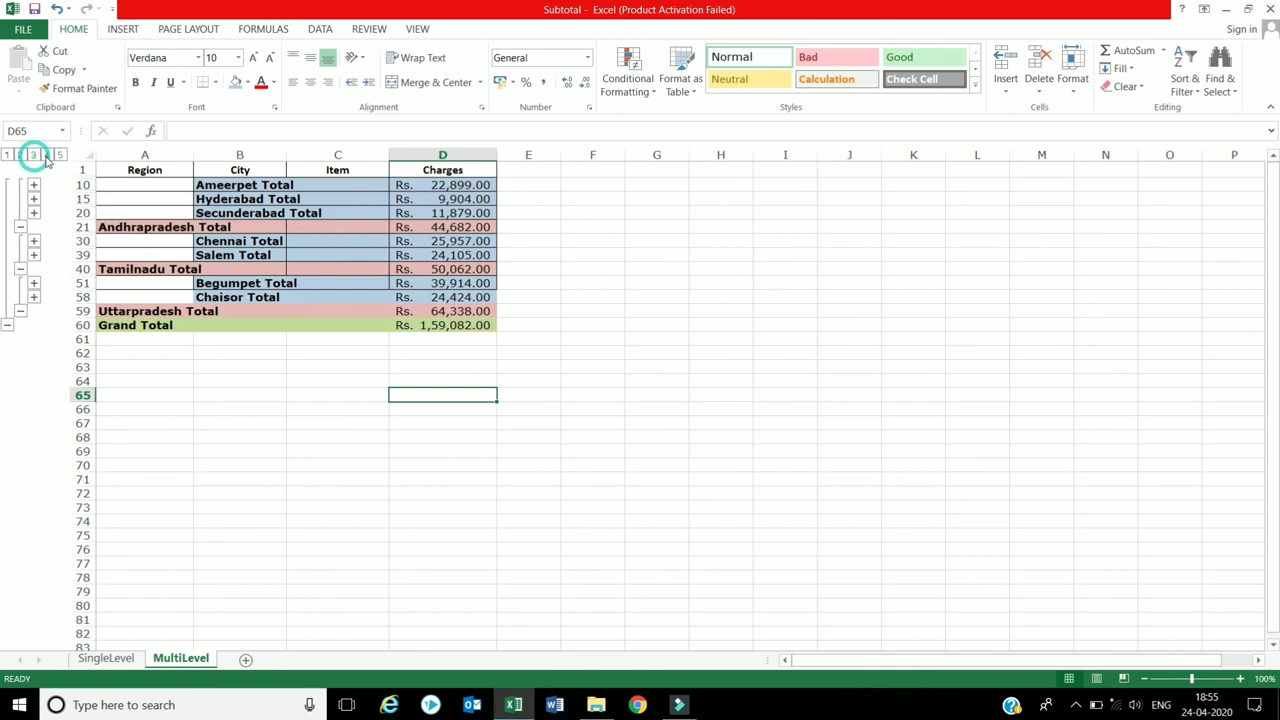 Subtotal - Excel (Product Activation Failed)
FILE HOME INSERT PAGE LAYOUT FORMULAS DATA REVIEW VIEW Sign in
Paste Cut Copy Format Painter
Verdana 10 Wrap Text Merge & Center General
Conditional Formatting Format as Table
Normal Bad Good
Neutral Calculation Check Cell
Insert Delete Format
AutoSum Fill Clear
Sort & Filter Find & Select
Clipboard Font Alignment Number Styles Cells Editing
D65
1 3 5 A B C D E F G H I J K L M N O P
1 Region City Item Charges
10 Ameerpet Total Rs. 22,899.00
15 Hyderabad Total Rs. 9,904.00
20 Secunderabad Total Rs. 11,879.00
21 Andhrapradesh Total Rs. 44,682.00
30 Chennai Total Rs. 25,957.00
39 Salem Total Rs. 24,105.00
40 Tamilnadu Total Rs. 50,062.00
51 Begumpet Total Rs. 39,914.00
58 Chaisor Total Rs. 24,424.00
59 Uttarpradesh Total Rs. 64,338.00
60 Grand Total Rs. 1,59,082.00
61
62
63
64
65
66
67
68
69
70
71
72
73
74
75
76
77
78
79
80
81
82
83
SingleLevel MultiLevel
READY 100%
Type here to search ENG 18:55
24-04-2020